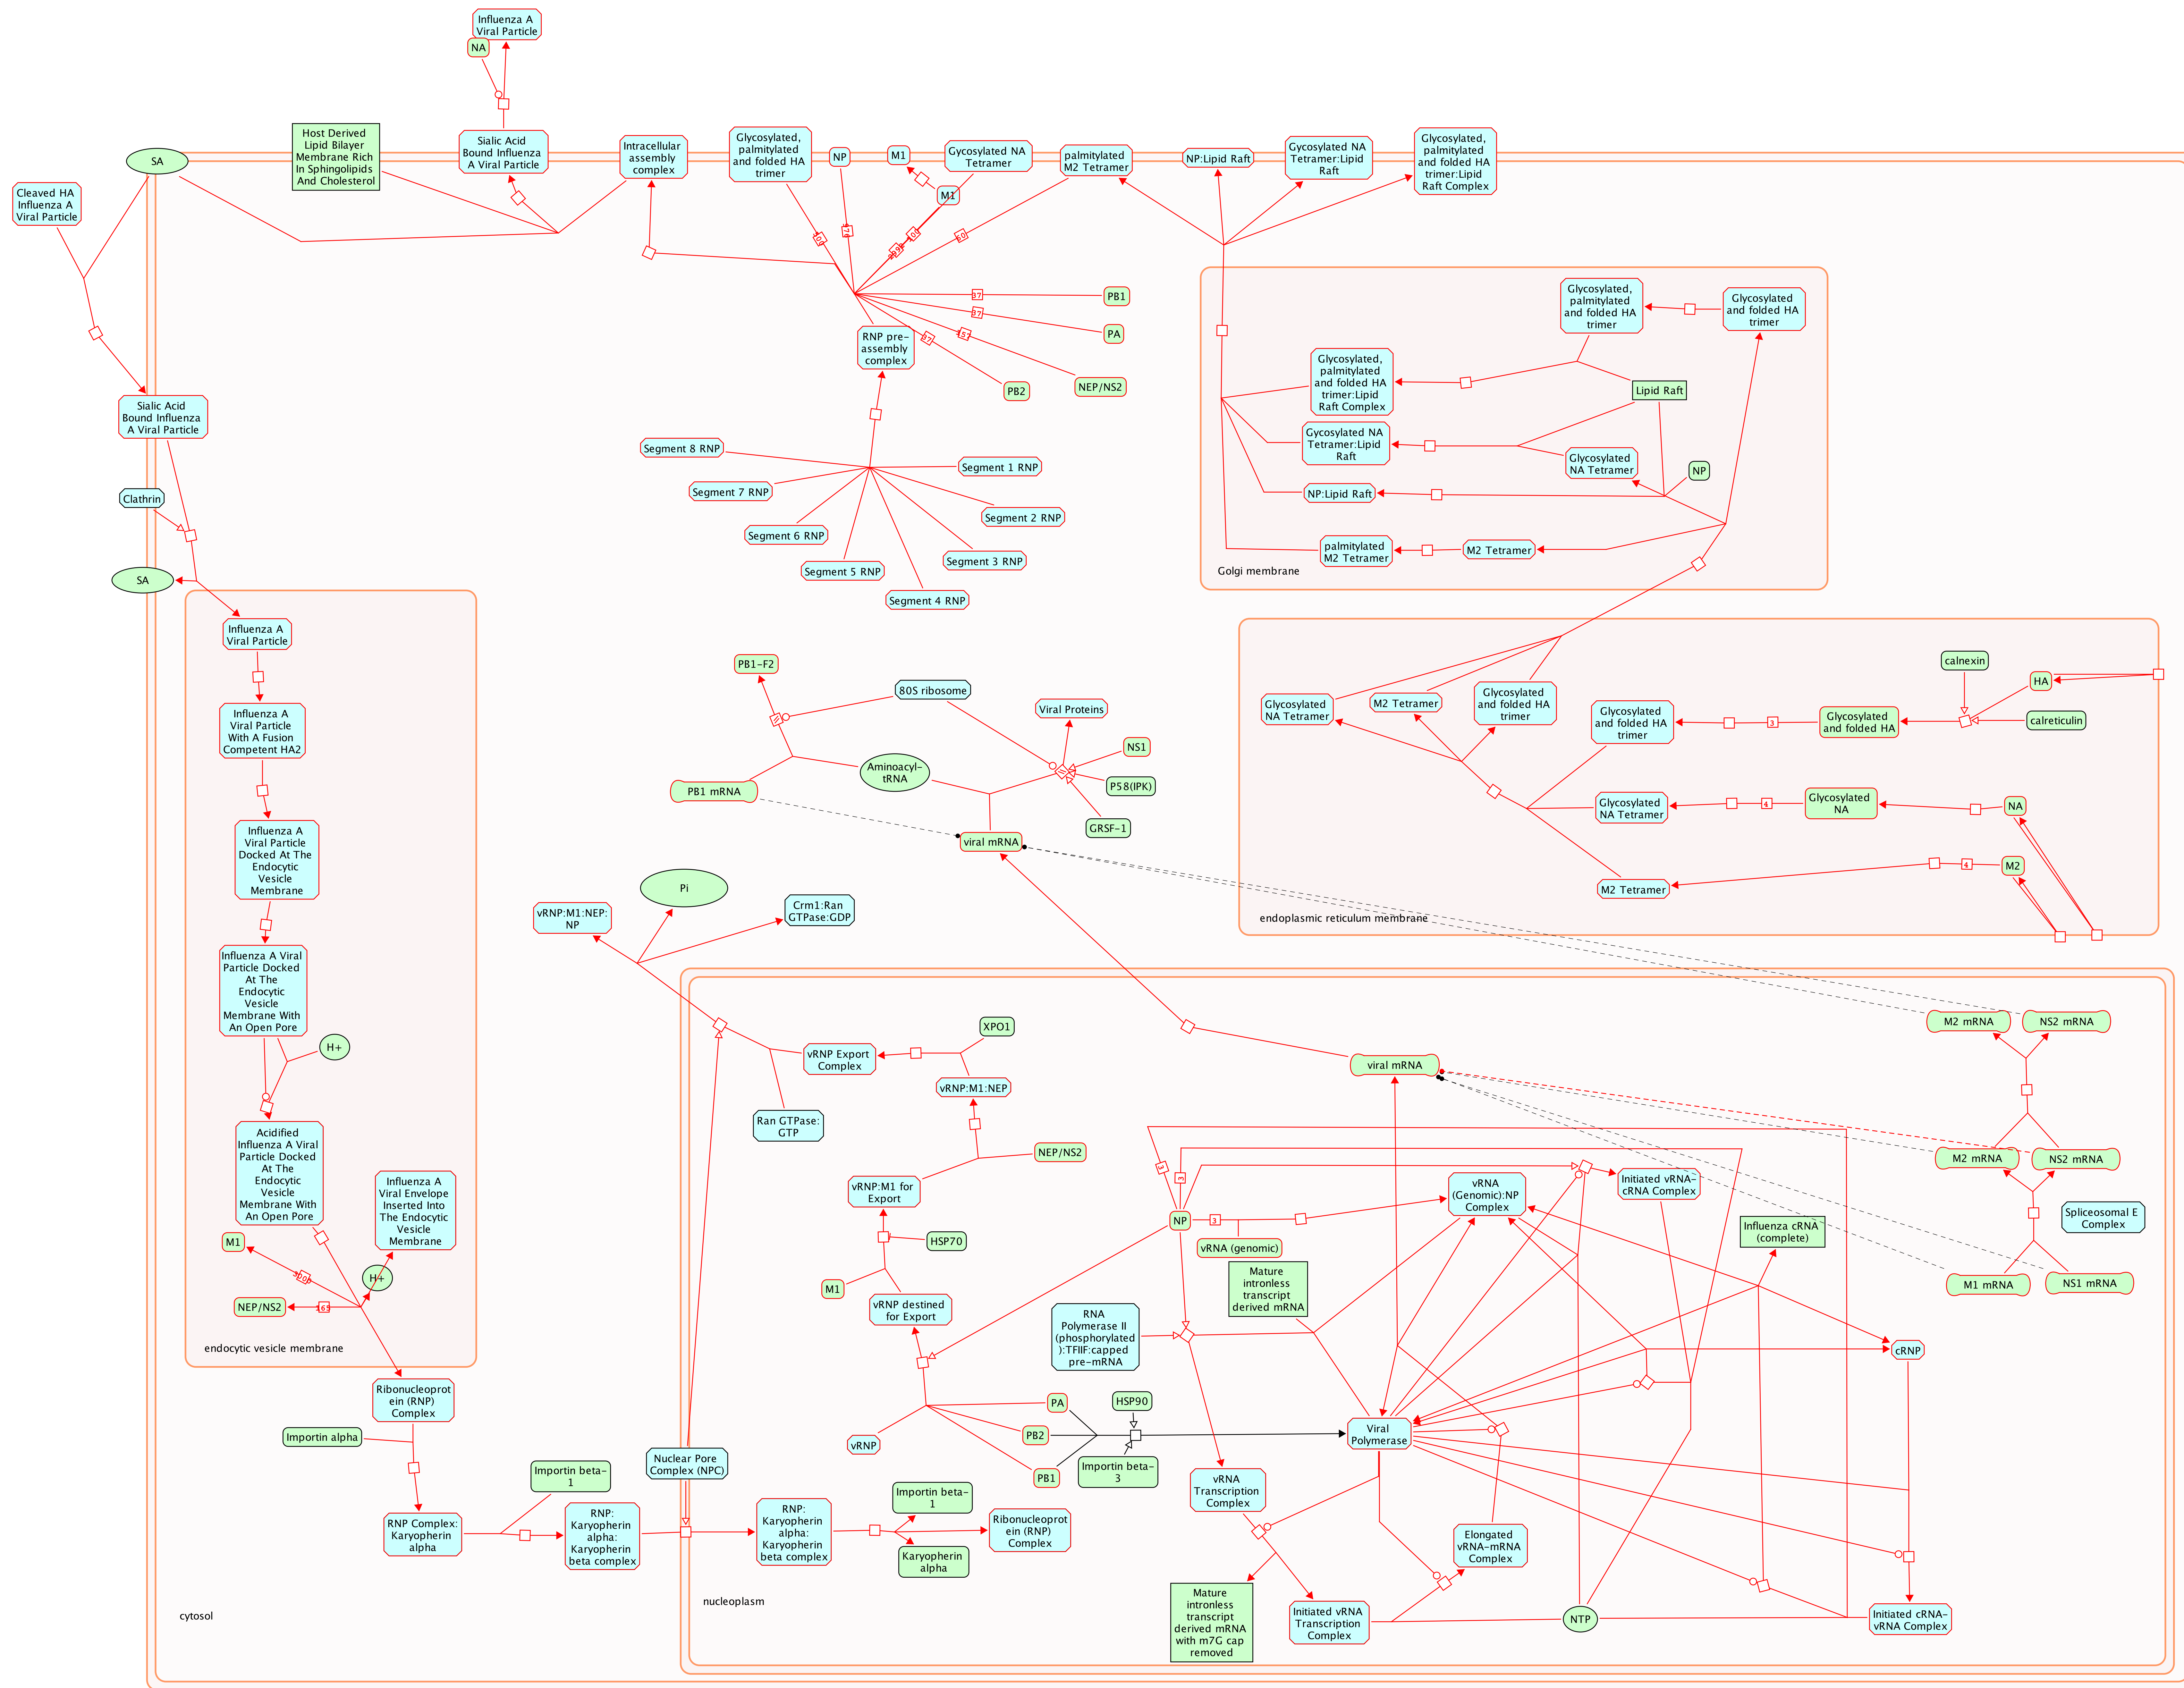 Influenza A
Viral Particle
NA
Host Derived
Lipid Bilayer
Membrane Rich
In Sphingolipids
And Cholesterol
Sialic Acid
Bound Influenza
A Viral Particle
Intracellular
assembly
complex
Glycosylated,
palmitylated
and folded HA
trimer
NP
M1
Gycosylated NA
Tetramer
palmitylated
M2 Tetramer
NP:Lipid Raft
Gycosylated NA
Tetramer:Lipid
Raft
Glycosylated,
palmitylated
and folded HA
trimer:Lipid
Raft Complex
SA
Cleaved HA
Influenza A
Viral Particle
M1
37
37
37
157
PB1
PA
NEP/NS2
PB2
RNP pre-
assembly
complex
Segment 8 RNP
Segment 1 RNP
Segment 7 RNP
Segment 2 RNP
Segment 6 RNP
Segment 3 RNP
Segment 5 RNP
Segment 4 RNP
Glycosylated,
palmitylated
and folded HA
trimer
Glycosylated
and folded HA
trimer
Glycosylated,
palmitylated
and folded HA
trimer:Lipid
Raft Complex
Lipid Raft
Gycosylated NA
Tetramer:Lipid
Raft
Glycosylated
NA Tetramer
NP
NP:Lipid Raft
palmitylated
M2 Tetramer
M2 Tetramer
Golgi membrane
Sialic Acid
Bound Influenza
A Viral Particle
Clathrin
SA
Influenza A
Viral Particle
Influenza A
Viral Particle
With A Fusion
Competent HA2
Influenza A
Viral Particle
Docked At The
Endocytic
Vesicle
Membrane
Influenza A Viral
Particle Docked
At The
Endocytic
Vesicle
Membrane With
An Open Pore
H+
Acidified
Influenza A Viral
Particle Docked
At The
Endocytic
Vesicle
Membrane With
An Open Pore
Influenza A
Viral Envelope
Inserted Into
The Endocytic
Vesicle
Membrane
M1
3000
H+
NEP/NS2
165
endocytic vesicle membrane
PB1-F2
80S ribosome
Viral Proteins
NS1
Aminoacyl-
tRNA
P58(IPK)
PB1 mRNA
GRSF-1
viral mRNA
calnexin
HA
calreticulin
Glycosylated
NA Tetramer
M2 Tetramer
Glycosylated
and folded HA
trimer
Glycosylated
and folded HA
trimer
3
Glycosylated
and folded HA
Glycosylated
NA Tetramer
4
Glycosylated
NA
NA
M2 Tetramer
4
M2
endoplasmic reticulum membrane
Pi
vRNP:M1:NEP:
NP
Crm1:Ran
GTPase:GDP
XPO1
vRNP Export
Complex
vRNP:M1:NEP
Ran GTPase:
GTP
NEP/NS2
vRNP:M1 for
Export
HSP70
M1
vRNP destined
for Export
viral mRNA
M2 mRNA
NS2 mRNA
M2 mRNA
NS2 mRNA
Spliceosomal E
Complex
M1 mRNA
NS1 mRNA
3
3
NP
3
vRNA (genomic)
vRNA
(Genomic):NP
Complex
Initiated vRNA-
cRNA Complex
Influenza cRNA
(complete)
Mature
intronless
transcript
derived mRNA
RNA
Polymerase II
(phosphorylated
):TFIIF:capped
pre-mRNA
cRNP
PA
HSP90
PB2
vRNP
PB1
Importin beta-
3
Viral
Polymerase
vRNA
Transcription
Complex
Elongated
vRNA-mRNA
Complex
Mature
intronless
transcript
derived mRNA
with m7G cap
removed
Initiated vRNA
Transcription
Complex
NTP
Initiated cRNA-
vRNA Complex
Ribonucleoprot
ein (RNP)
Complex
Importin alpha
RNP Complex:
Karyopherin
alpha
Importin beta-
1
RNP:
Karyopherin
alpha:
Karyopherin
beta complex
Nuclear Pore
Complex (NPC)
RNP:
Karyopherin
alpha:
Karyopherin
beta complex
Importin beta-
1
Karyopherin
alpha
Ribonucleoprot
ein (RNP)
Complex
nucleoplasm
cytosol